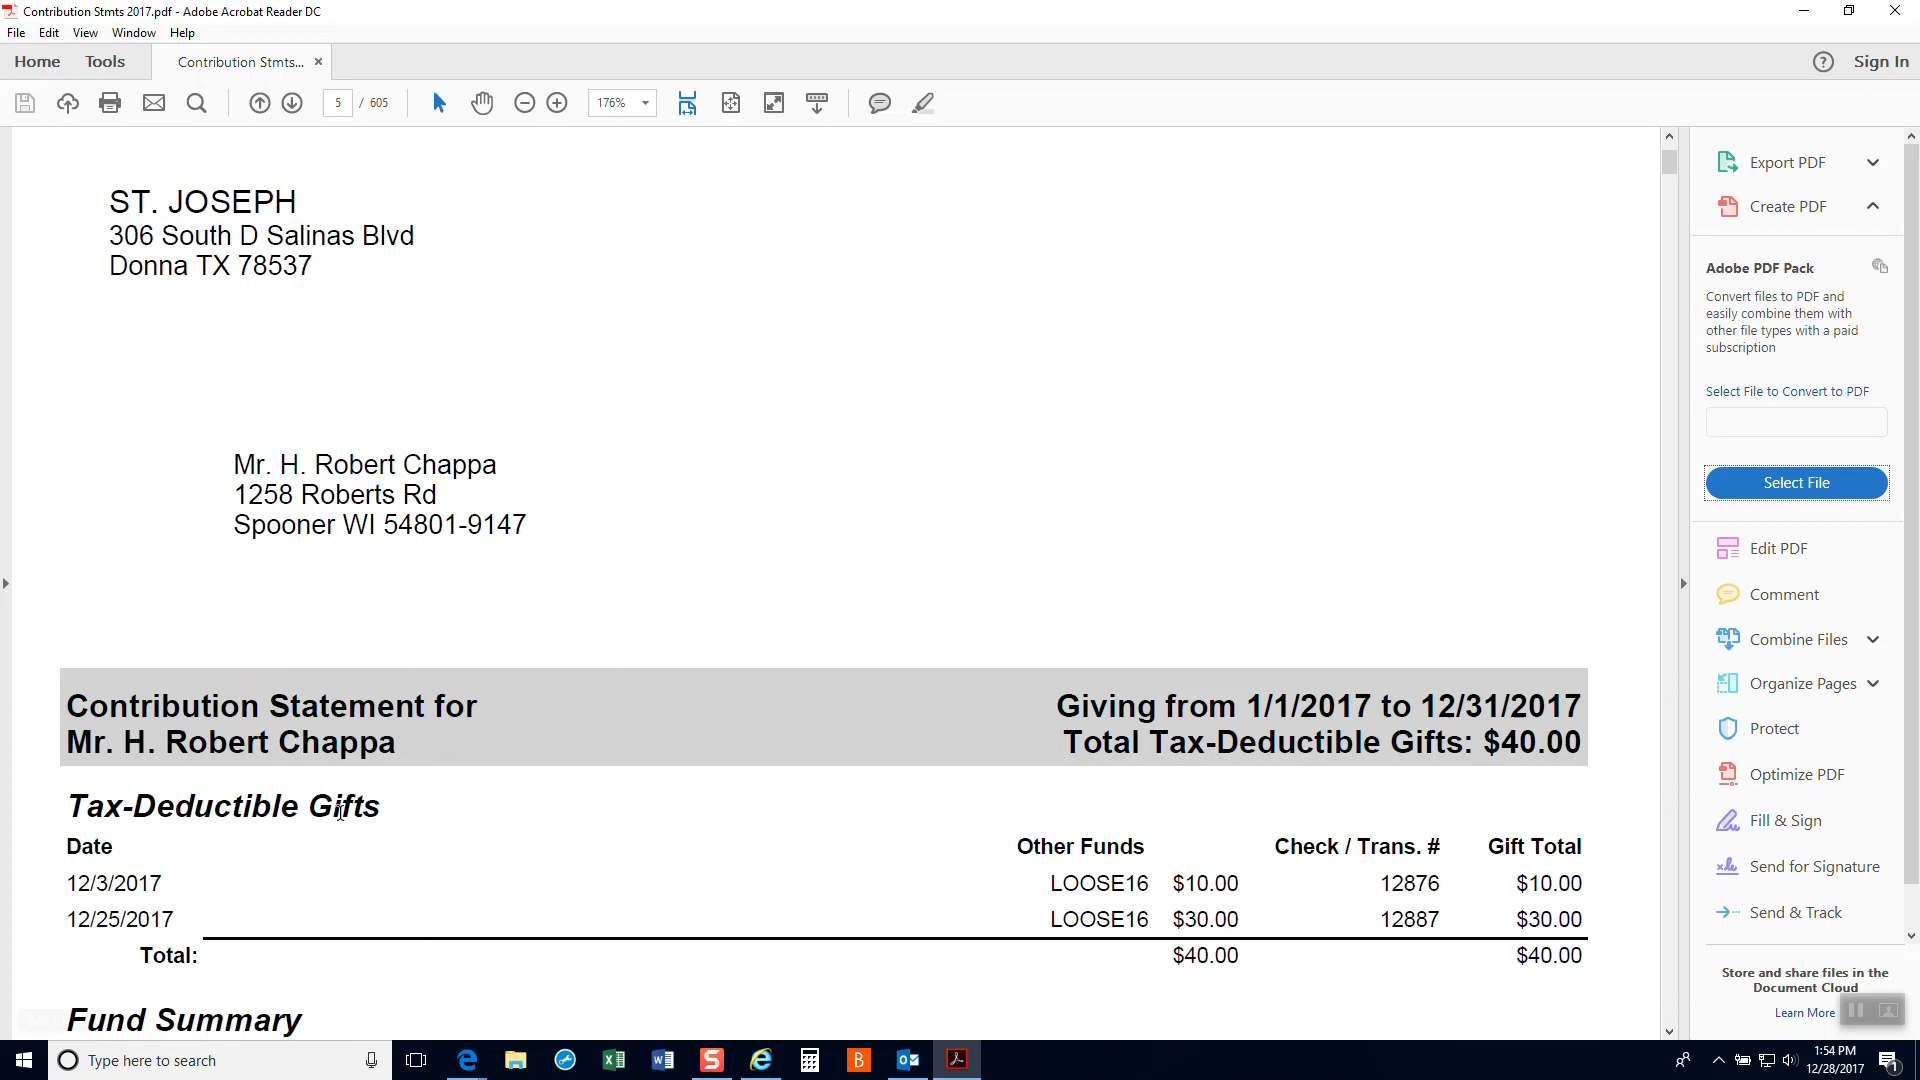 Contribution Stmts 2017.pdf - Adobe Acrobat Reader DC
File Edit View Window Help
Home Tools Contribution Stmts... × Sign In
5 / 605 176%
ST. JOSEPH
306 South D Salinas Blvd
Donna TX 78537
Mr. H. Robert Chappa
1258 Roberts Rd
Spooner WI 54801-9147
Contribution Statement for Giving from 1/1/2017 to 12/31/2017
Mr. H. Robert Chappa Total Tax-Deductible Gifts: $40.00
Tax-Deductible Gifts
Date Other Funds Check / Trans. # Gift Total
12/3/2017 LOOSE16 $10.00 12876 $10.00
12/25/2017 LOOSE16 $30.00 12887 $30.00
Total: $40.00 $40.00
Fund Summary
Export PDF
Create PDF
Adobe PDF Pack
Convert files to PDF and
easily combine them with
other file types with a paid
subscription
Select File to Convert to PDF
Select File
Edit PDF
Comment
Combine Files
Organize Pages
Protect
Optimize PDF
Fill & Sign
Send for Signature
Send & Track
Store and share files in the
Document Cloud
Learn More
Type here to search
1:54 PM
12/28/2017
1